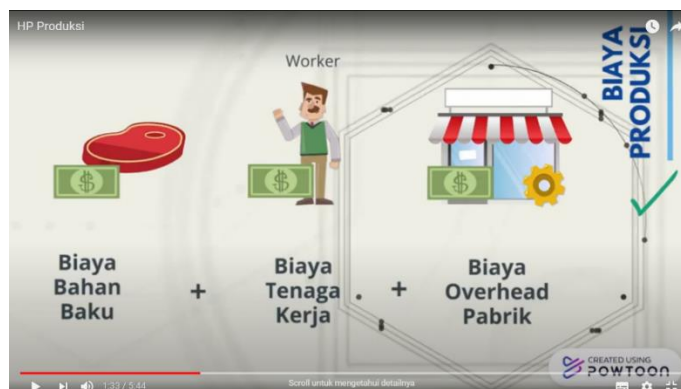 HP Produksi
BIAYA
PRODUKSI
Worker
$
$
$
Biaya
Bahan
Baku
+
Biaya
Tenaga
Kerja
+
Biaya
Overhead
Pabrik
CREATED USING
POWTOON
1:33 / 5:44
Scroll untuk mengetahui detailnya